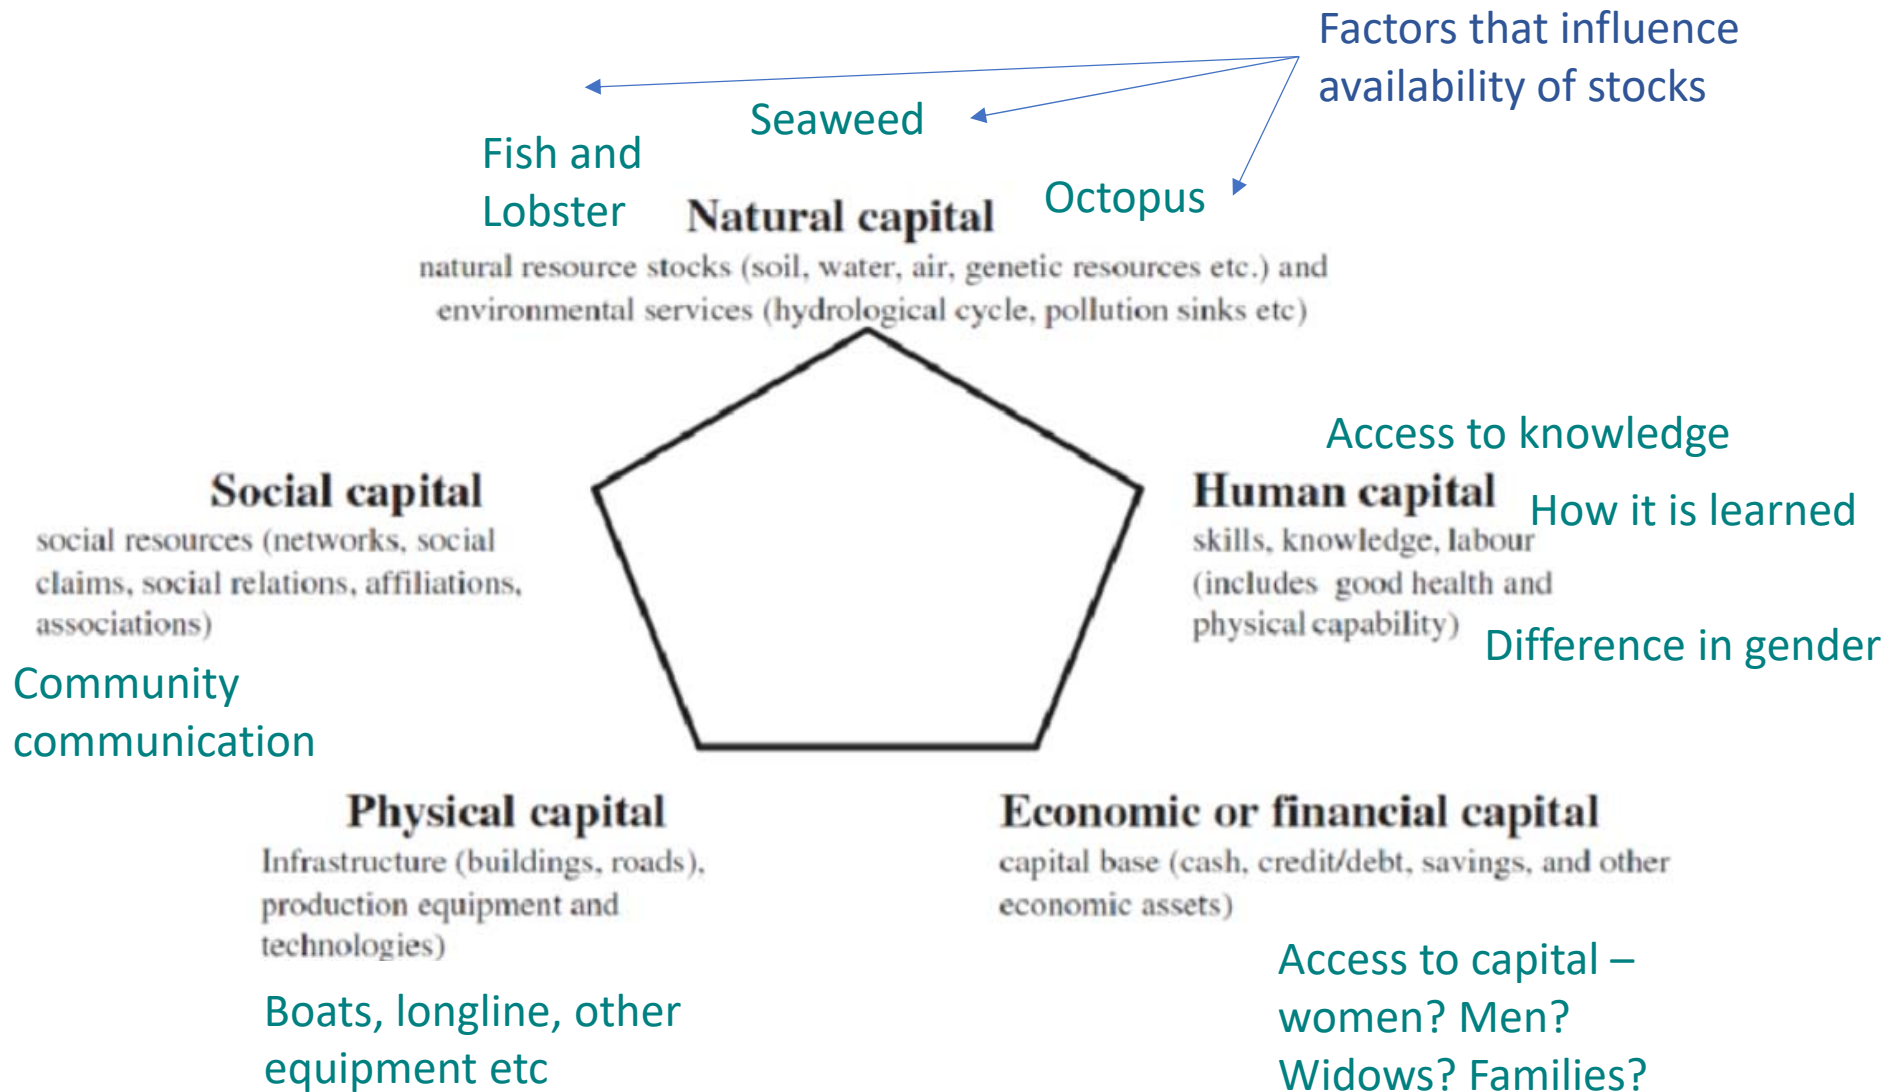 Factors that influence
availability of stocks
Seaweed
Fish and
Lobster
Octopus
Natural capital
natural resource stocks (soil, water, air, genetic resources etc.) and
environmental services (hydrological cycle, pollution sinks etc)
Access to knowledge
Social capital
social resources (networks, social
claims, social relations, affiliations,
associations)
Community
communication
Human capital
How it is learned
skills, knowledge, labour
(includes good health and
physical capability)
Difference in gender
Physical capital
Infrastructure (buildings, roads),
production equipment and
technologies)
Boats, longline, other
equipment etc
Economic or financial capital
capital base (cash, credit/debt, savings, and other
economic assets)
Access to capital –
women? Men?
Widows? Families?